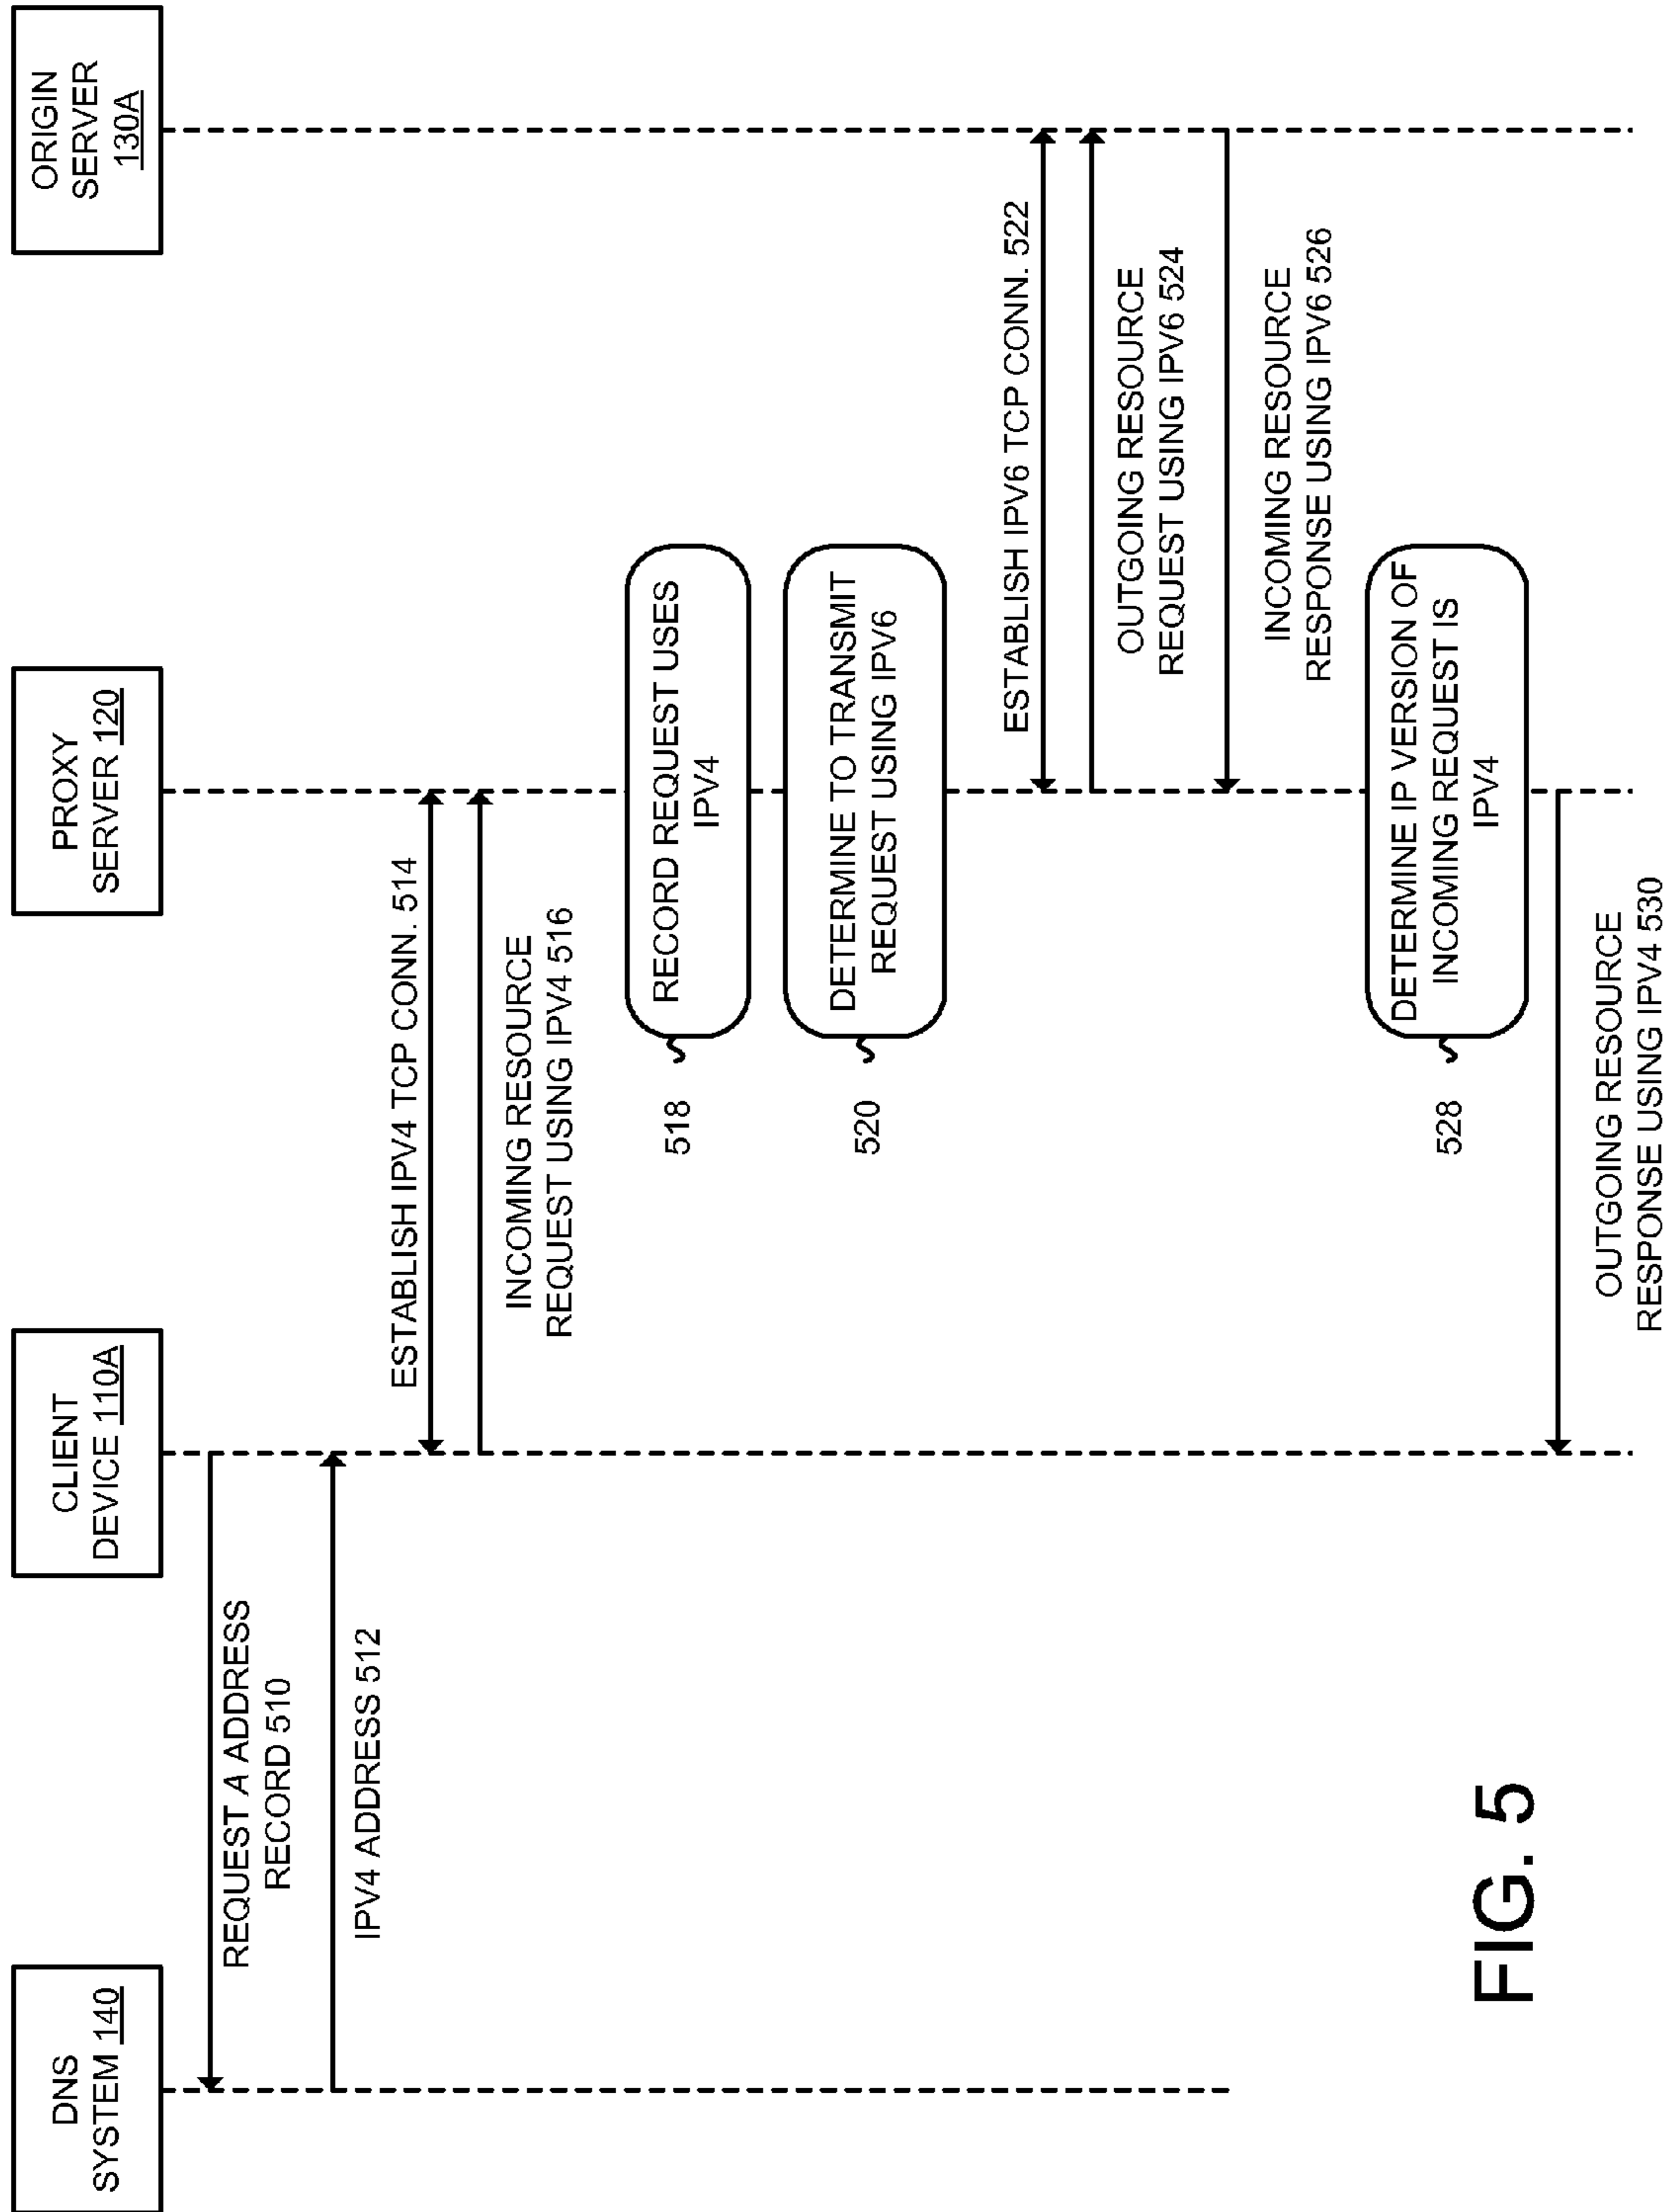 DNS
SYSTEM 140
CLIENT
DEVICE 110A
PROXY
SERVER 120
ORIGIN
SERVER
130A
REQUEST A ADDRESS
RECORD 510
IPV4 ADDRESS 512
ESTABLISH IPV4 TCP CONN. 514
INCOMING RESOURCE
REQUEST USING IPV4 516
518
RECORD REQUEST USES
IPV4
520
DETERMINE TO TRANSMIT
REQUEST USING IPV6
ESTABLISH IPV6 TCP CONN. 522
OUTGOING RESOURCE
REQUEST USING IPV6 524
INCOMING RESOURCE
RESPONSE USING IPV6 526
528
DETERMINE IP VERSION OF
INCOMING REQUEST IS
IPV4
OUTGOING RESOURCE
RESPONSE USING IPV4 530
FIG. 5